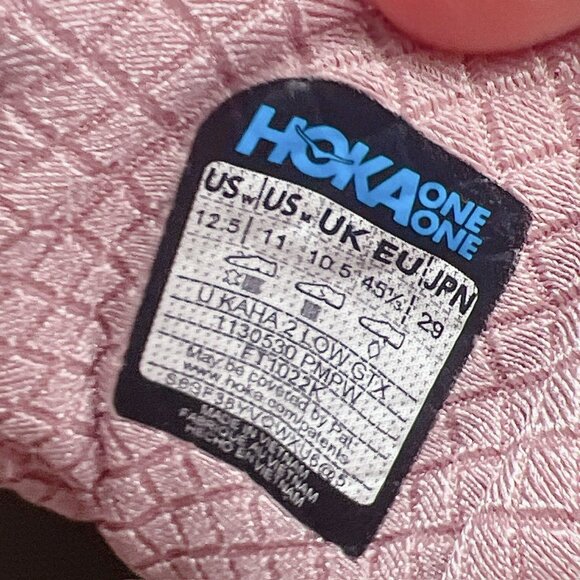 HOKA ONE ONE
US W US M UK EU JPN
12.5 11 10.5 45⅓ 29
U KAHA 2 LOW GTX
1130530 PMPW
FT1022K
May be covered by Pat.
www.hoka.com/patents
MADE IN VIETNAM
HECHO EN VIETNAM